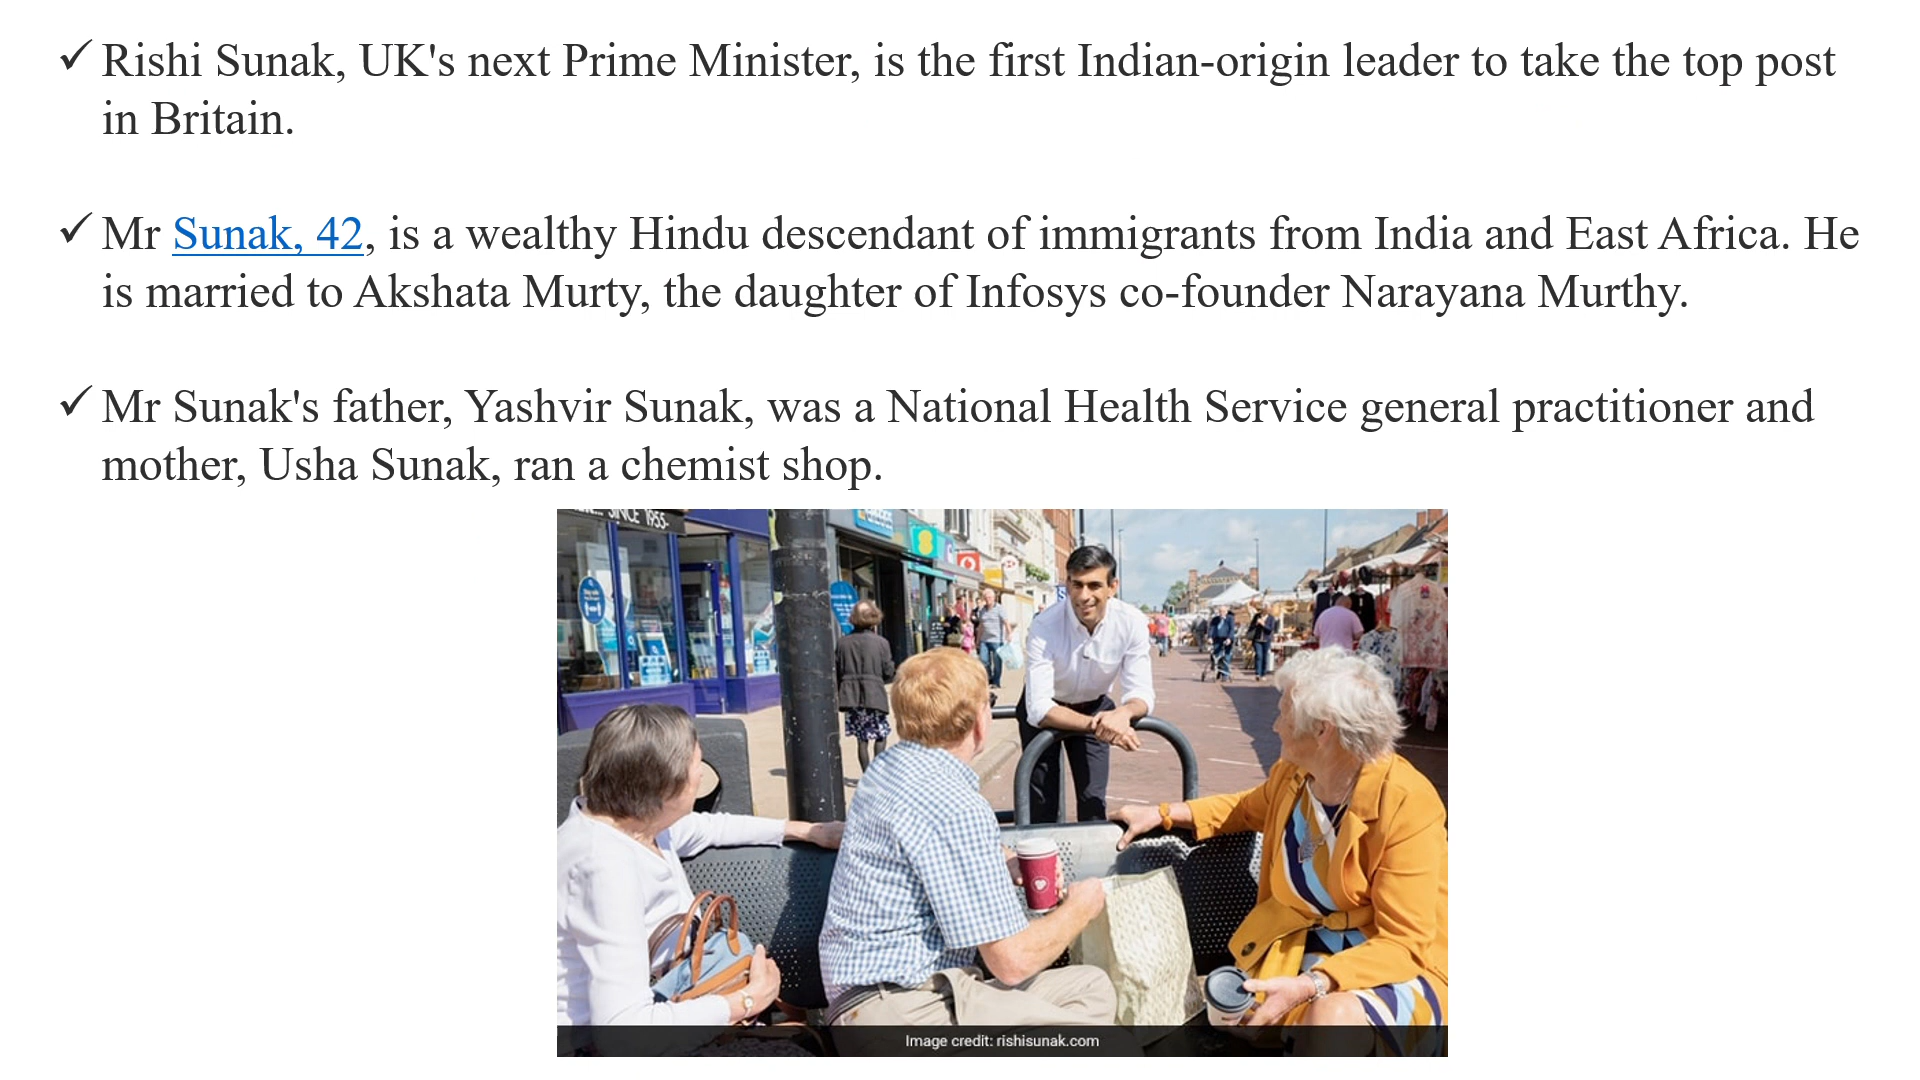 ✓ Rishi Sunak, UK's next Prime Minister, is the first Indian-origin leader to take the top post
in Britain.
✓ Mr Sunak, 42, is a wealthy Hindu descendant of immigrants from India and East Africa. He
is married to Akshata Murty, the daughter of Infosys co-founder Narayana Murthy.
✓ Mr Sunak's father, Yashvir Sunak, was a National Health Service general practitioner and
mother, Usha Sunak, ran a chemist shop.
SINCE 1955-
Image credit: rishisunak.com